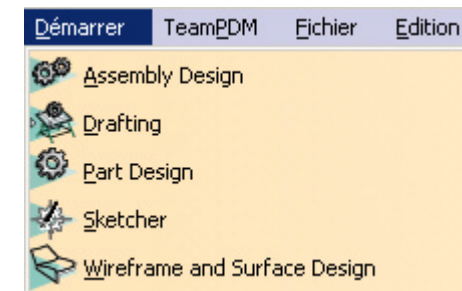 Démarrer TeamPDM Fichier Edition
Assembly Design
Drafting
Part Design
Sketcher
Wireframe and Surface Design